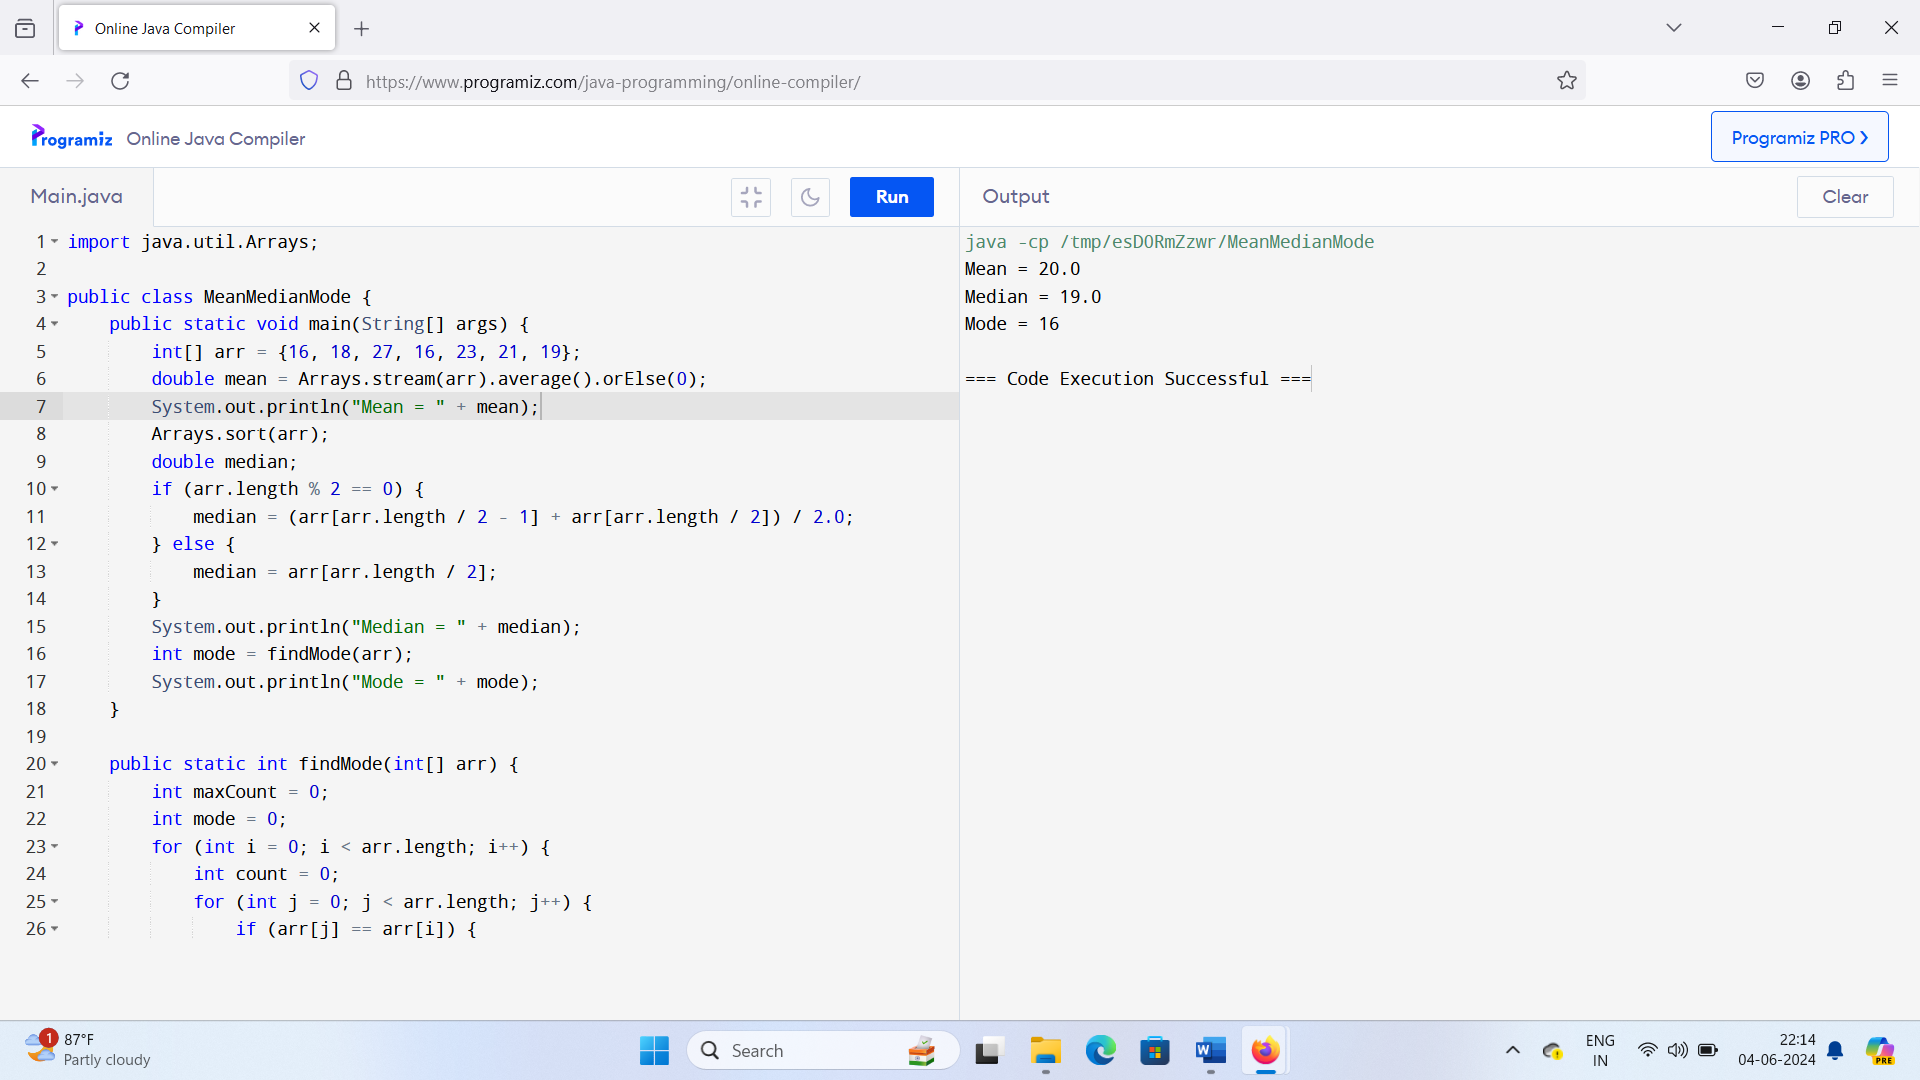 Online Java Compiler
https://www.programiz.com/java-programming/online-compiler/
Programiz Online Java Compiler
Programiz PRO
Main.java
Run
Output
Clear
1 import java.util.Arrays;
2
3 public class MeanMedianMode {
4 public static void main(String[] args) {
5 int[] arr = {16, 18, 27, 16, 23, 21, 19};
6 double mean = Arrays.stream(arr).average().orElse(0);
7 System.out.println("Mean = " + mean);
8 Arrays.sort(arr);
9 double median;
10 if (arr.length % 2 == 0) {
11 median = (arr[arr.length / 2 - 1] + arr[arr.length / 2]) / 2.0;
12 } else {
13 median = arr[arr.length / 2];
14 }
15 System.out.println("Median = " + median);
16 int mode = findMode(arr);
17 System.out.println("Mode = " + mode);
18 }
19
20 public static int findMode(int[] arr) {
21 int maxCount = 0;
22 int mode = 0;
23 for (int i = 0; i < arr.length; i++) {
24 int count = 0;
25 for (int j = 0; j < arr.length; j++) {
26 if (arr[j] == arr[i]) {
java -cp /tmp/esD0RmZzwr/MeanMedianMode
Mean = 20.0
Median = 19.0
Mode = 16
=== Code Execution Successful ===
1
87°F
Partly cloudy
Search
W
ENG
IN
22:14
04-06-2024
PRE